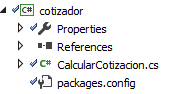 C# cotizador
Properties
References
C# CalcularCotizacion.cs
packages.config